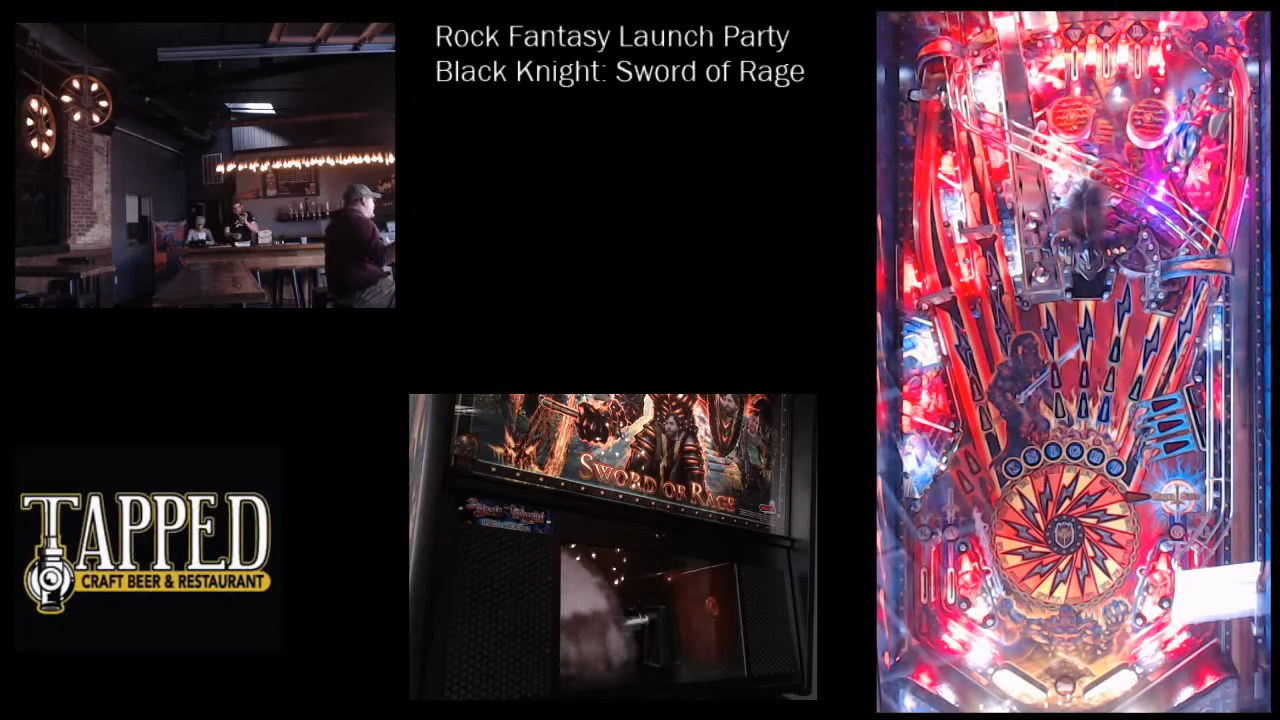 Rock Fantasy Launch Party
Black Knight: Sword of Rage
SWORD OF RAGE
TAPPED
CRAFT BEER & RESTAURANT